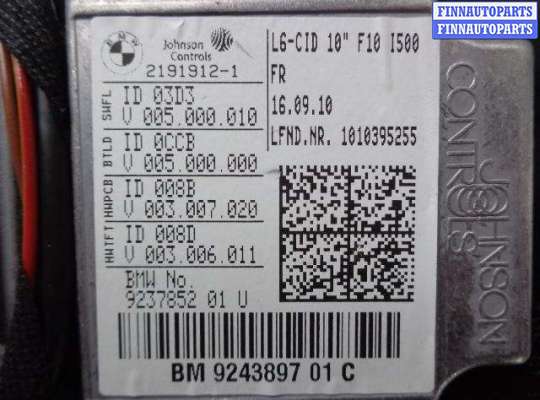 FINNAUTOPARTS
FINNAUTOPARTS
BMW
Johnson
Controls
2191912-1
L6-CID 10" F10 I500
FR
16.09.10
LFND.NR. 1010395255
SWFL
ID 03D3
V 005.000.010
BTLD
ID 0CCB
V 005.000.000
HWPCB
ID 008B
V 003.007.020
HWTFT
ID 008D
V 003.006.011
BMW No.
9237852 01 U
BM 9243897 01 C
JOHNSON
CONTROLS